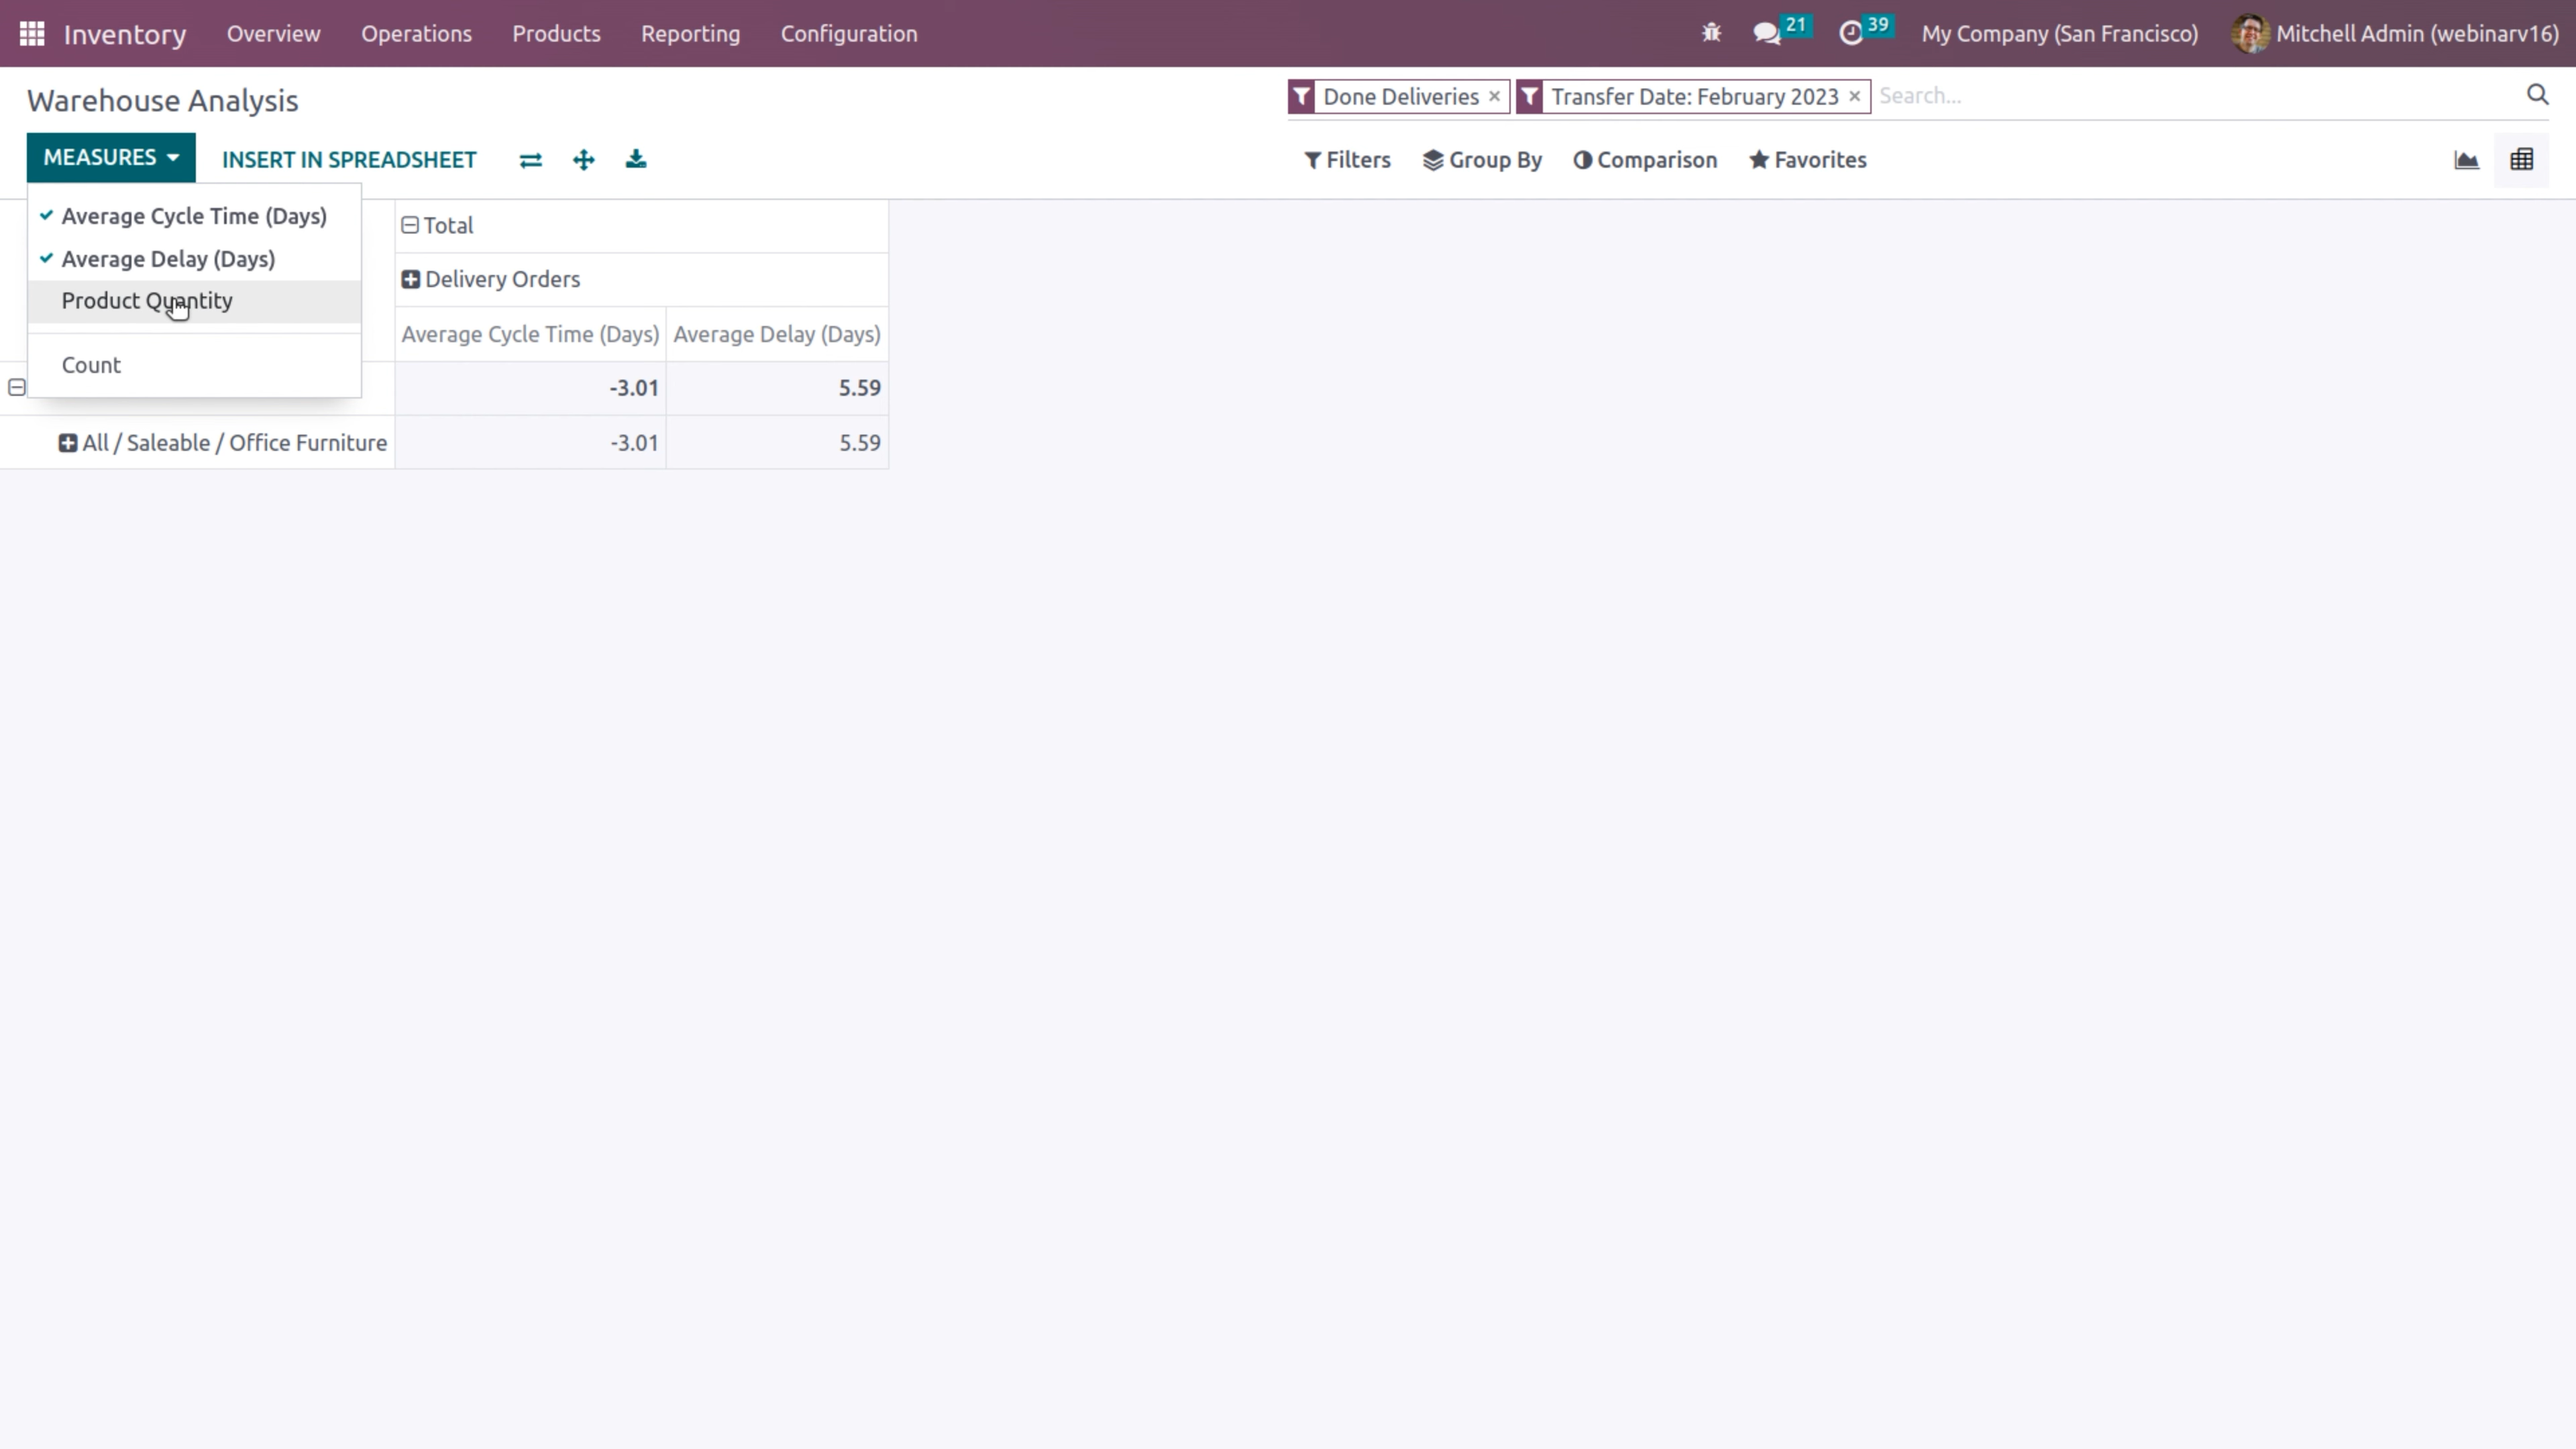 Inventory Overview Operations Products Reporting Configuration 21 39 My Company (San Francisco) Mitchell Admin (webinarv16)
Warehouse Analysis Done Deliveries × Transfer Date: February 2023 × Search...
MEASURES INSERT IN SPREADSHEET Filters Group By Comparison Favorites
Average Cycle Time (Days)
Average Delay (Days)
Product Quantity
Count
Total
Delivery Orders
Average Cycle Time (Days) Average Delay (Days)
-3.01 5.59
All / Saleable / Office Furniture -3.01 5.59